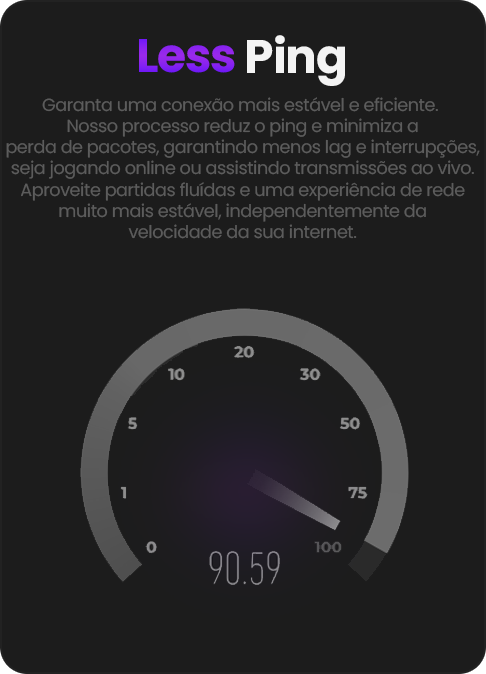 Less Ping
Garanta uma conexão mais estável e eficiente.
Nosso processo reduz o ping e minimiza a
perda de pacotes, garantindo menos lag e interrupções,
seja jogando online ou assistindo transmissões ao vivo.
Aproveite partidas fluídas e uma experiência de rede
muito mais estável, independentemente da
velocidade da sua internet.
20
10
30
5
50
1
75
0
100
90.59